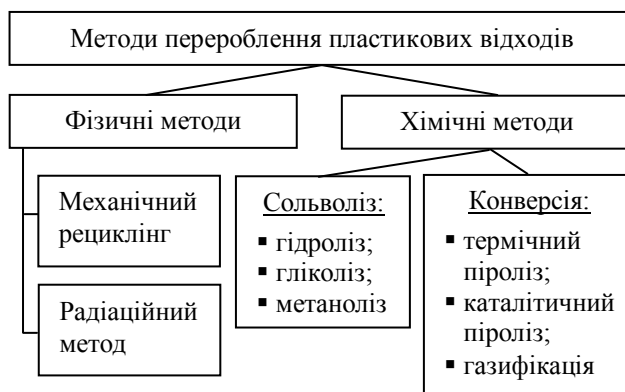 Методи перероблення пластикових відходів
Фізичні методи
Хімічні методи
Механічний
рециклінг
Радіаційний
метод
Сольволіз:
▪ гідроліз;
▪ гліколіз;
▪ метаноліз
Конверсія:
▪ термічний
піроліз;
▪ каталітичний
піроліз;
▪ газифікація